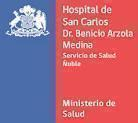 Hospital de
San Carlos
Dr. Benicio Arzola
Medina
Servicio de Salud
Ñuble
Ministerio de
Salud